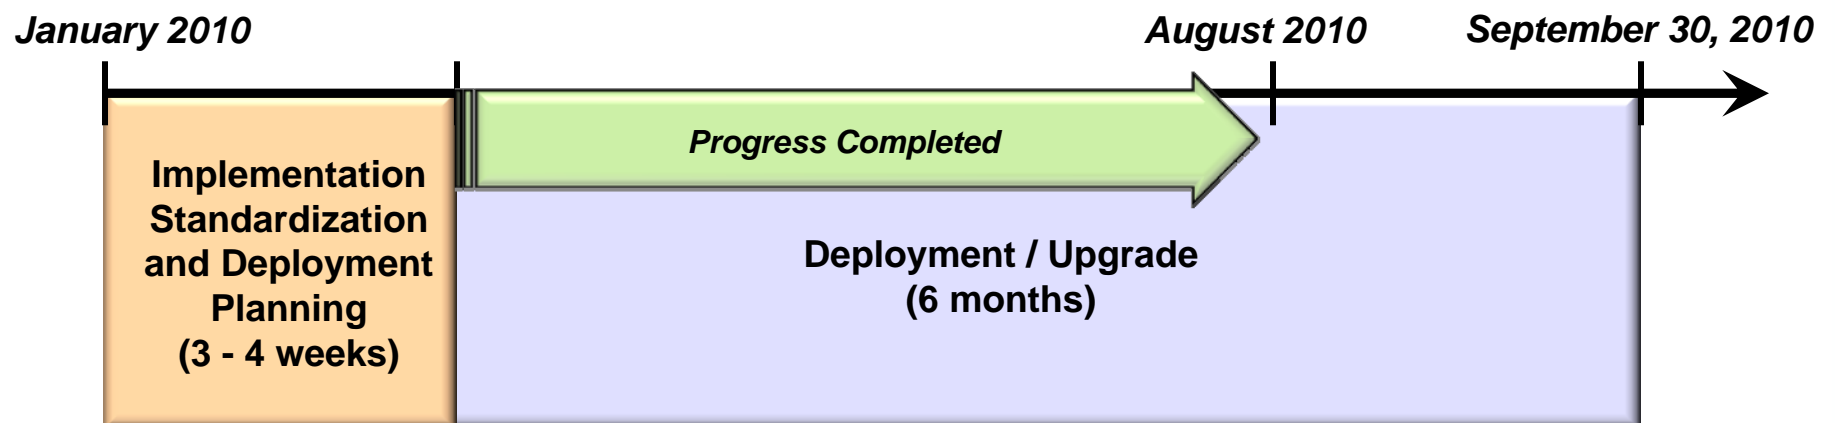 January 2010
August 2010
September 30, 2010
Progress Completed
Implementation
Standardization
and Deployment
Planning
(3 - 4 weeks)
Deployment / Upgrade
(6 months)